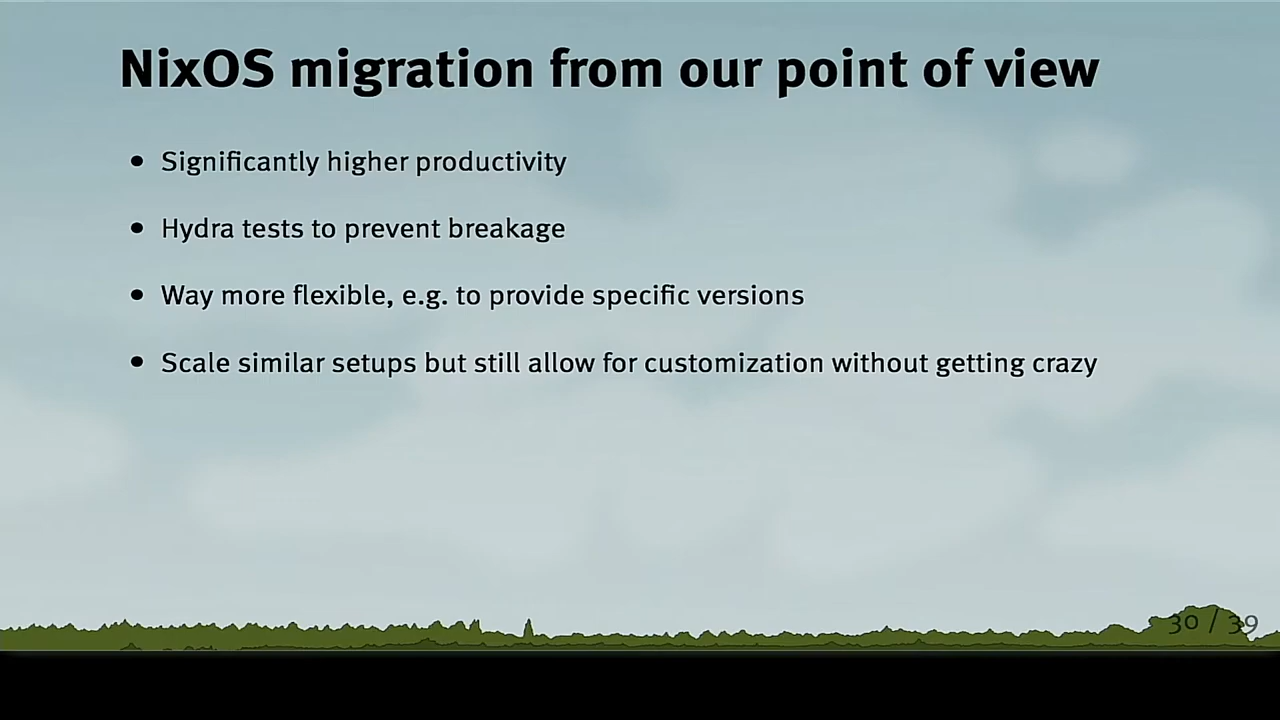 NixOS migration from our point of view
• Significantly higher productivity
• Hydra tests to prevent breakage
• Way more flexible, e.g. to provide specific versions
• Scale similar setups but still allow for customization without getting crazy
30 / 39